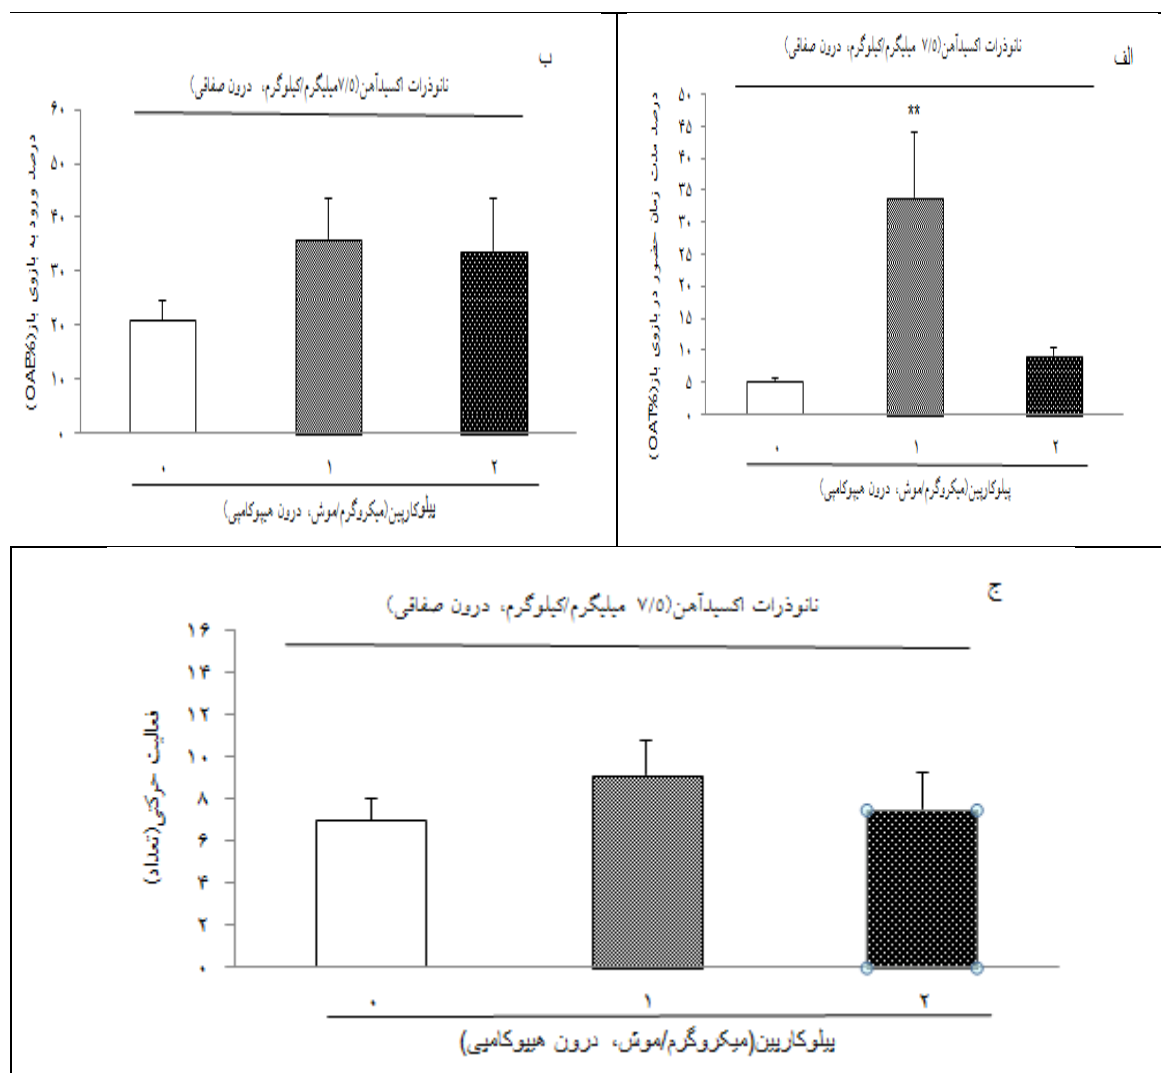 الف
نانوذرات اکسیدآهن(۷/۵ میلیگرم/کیلوگرم، درون صفاقی)
درصد مدت زمان حضور در بازوی باز(OAT%)
۵۰
۴۵
۴۰
۳۵
۳۰
۲۵
۲۰
۱۵
۱۰
۵
۰
**
۰ ۱ ۲
پیلوکارپین(میکروگرم/موش، درون هیپوکامپی)
ب
نانوذرات اکسیدآهن(۷/۵میلیگرم/کیلوگرم، درون صفاقی)
درصد ورود به بازوی باز(OAE%)
۶۰
۵۰
۴۰
۳۰
۲۰
۱۰
۰
۰ ۱ ۲
پیلوکارپین(میکروگرم/موش، درون هیپوکامپی)
ج
نانوذرات اکسیدآهن(۷/۵ میلیگرم/کیلوگرم، درون صفاقی)
فعالیت حرکتی(تعداد)
۱۶
۱۴
۱۲
۱۰
۸
۶
۴
۲
۰
۰ ۱ ۲
پیلوکارپین(میکروگرم/موش، درون هیپوکامپی)